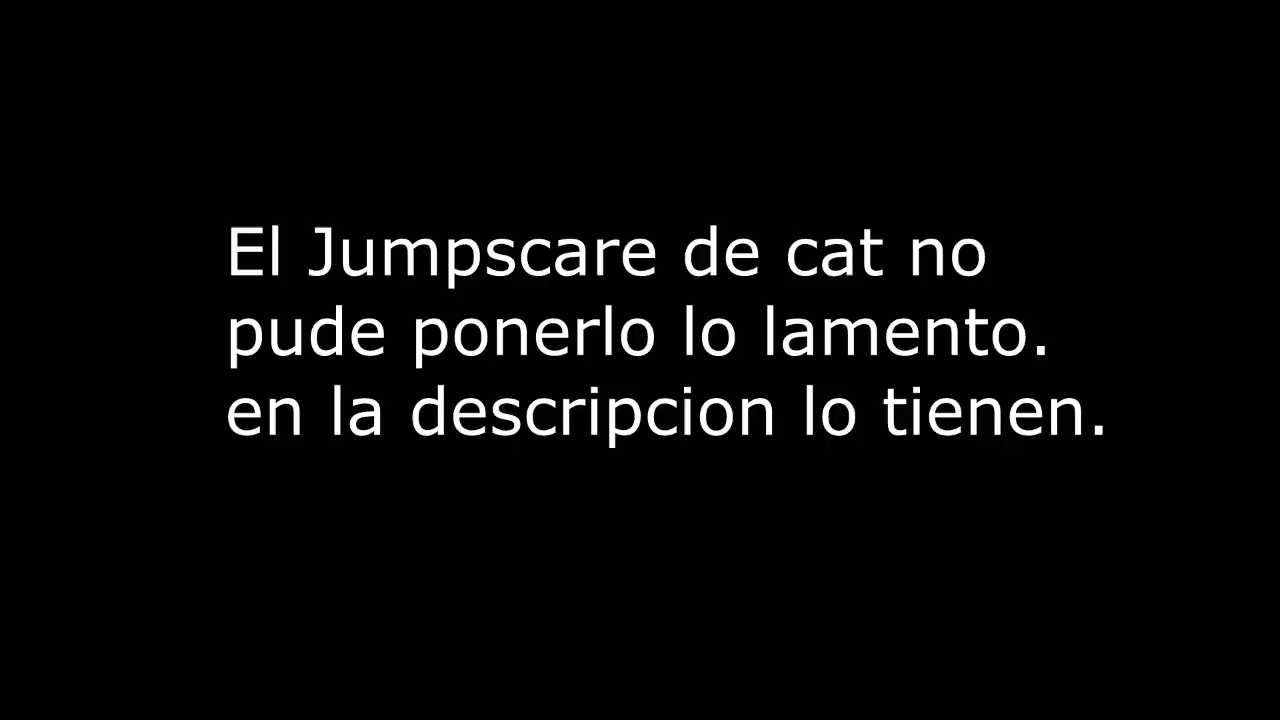 El Jumpscare de cat no
pude ponerlo lo lamento.
en la descripcion lo tienen.